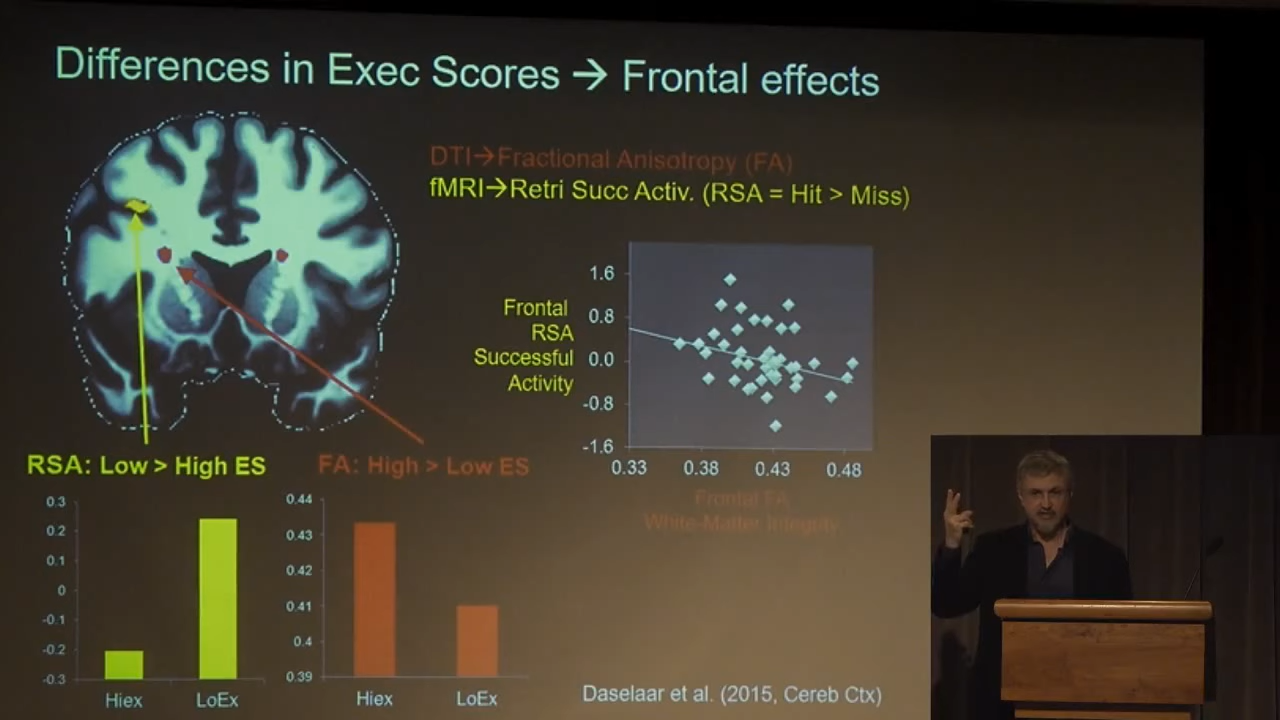 Differences in Exec Scores → Frontal effects
DTI→Fractional Anisotropy (FA)
fMRI→Retri Succ Activ. (RSA = Hit > Miss)
Frontal
RSA
Successful
Activity
1.6
0.8
0.0
-0.8
-1.6
0.33 0.38 0.43 0.48
Frontal FA
White-Matter Integrity
RSA: Low > High ES
0.3
0.2
0.1
0
-0.1
-0.2
-0.3
Hiex LoEx
FA: High > Low ES
0.44
0.43
0.42
0.41
0.4
0.39
Hiex LoEx
Daselaar et al. (2015, Cereb Ctx)